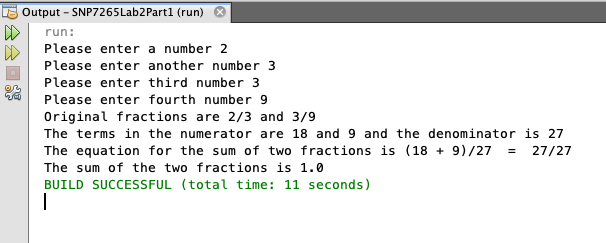 Output – SNP7265Lab2Part1 (run)
run:
Please enter a number 2
Please enter another number 3
Please enter third number 3
Please enter fourth number 9
Original fractions are 2/3 and 3/9
The terms in the numerator are 18 and 9 and the denominator is 27
The equation for the sum of two fractions is (18 + 9)/27  =  27/27
The sum of the two fractions is 1.0
BUILD SUCCESSFUL (total time: 11 seconds)